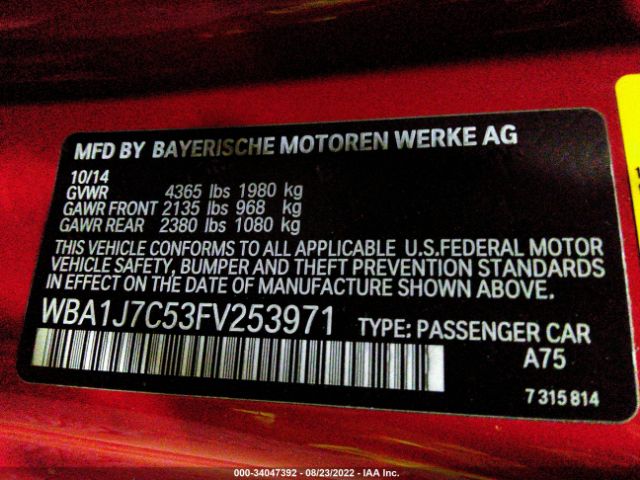 MFD BY BAYERISCHE MOTOREN WERKE AG
10/14
GVWR 4365 lbs 1980 kg
GAWR FRONT 2135 lbs 968 kg
GAWR REAR 2380 lbs 1080 kg
THIS VEHICLE CONFORMS TO ALL APPLICABLE U.S.FEDERAL MOTOR
VEHICLE SAFETY, BUMPER AND THEFT PREVENTION STANDARDS
IN EFFECT ON THE DATE OF MANUFACTURE SHOWN ABOVE.
WBA1J7C53FV253971 TYPE: PASSENGER CAR
A75
7 315 814
000-34047392 - 08/23/2022 - IAA Inc.